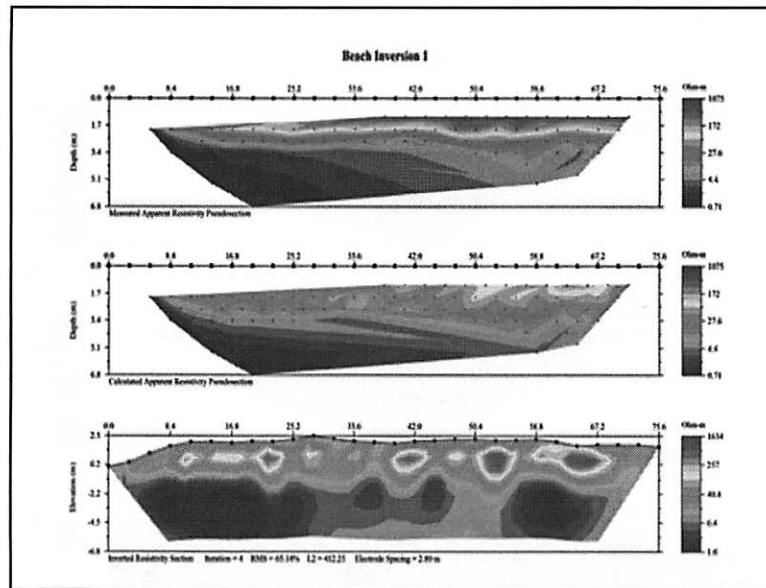 Beach Inversion 1
0.0 8.4 16.8 25.2 33.6 42.0 50.4 58.8 67.2 75.6 Ohm-m
0.0 1075
1.7 172
3.4 27.6
5.1 4.4
6.8 0.71
Depth (m)
Measured Apparent Resistivity Pseudosection
0.0 8.4 16.8 25.2 33.6 42.0 50.4 58.8 67.2 75.6 Ohm-m
0.0 1075
1.7 172
3.4 27.6
5.1 4.4
6.8 0.71
Depth (m)
Calculated Apparent Resistivity Pseudosection
0.0 8.4 16.8 25.2 33.6 42.0 50.4 58.8 67.2 75.6 Ohm-m
2.5 1634
0.2 257
-2.2 40.4
-4.5 6.4
-6.8 1.0
Elevation (m)
Inverted Resistivity Section Iteration = 4 RMS = 65.10% L2 = 412.25 Electrode Spacing = 2.80 m